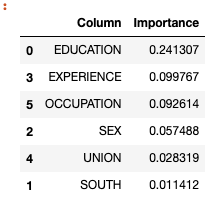 :
Column Importance
0 EDUCATION 0.241307
3 EXPERIENCE 0.099767
5 OCCUPATION 0.092614
2 SEX 0.057488
4 UNION 0.028319
1 SOUTH 0.011412